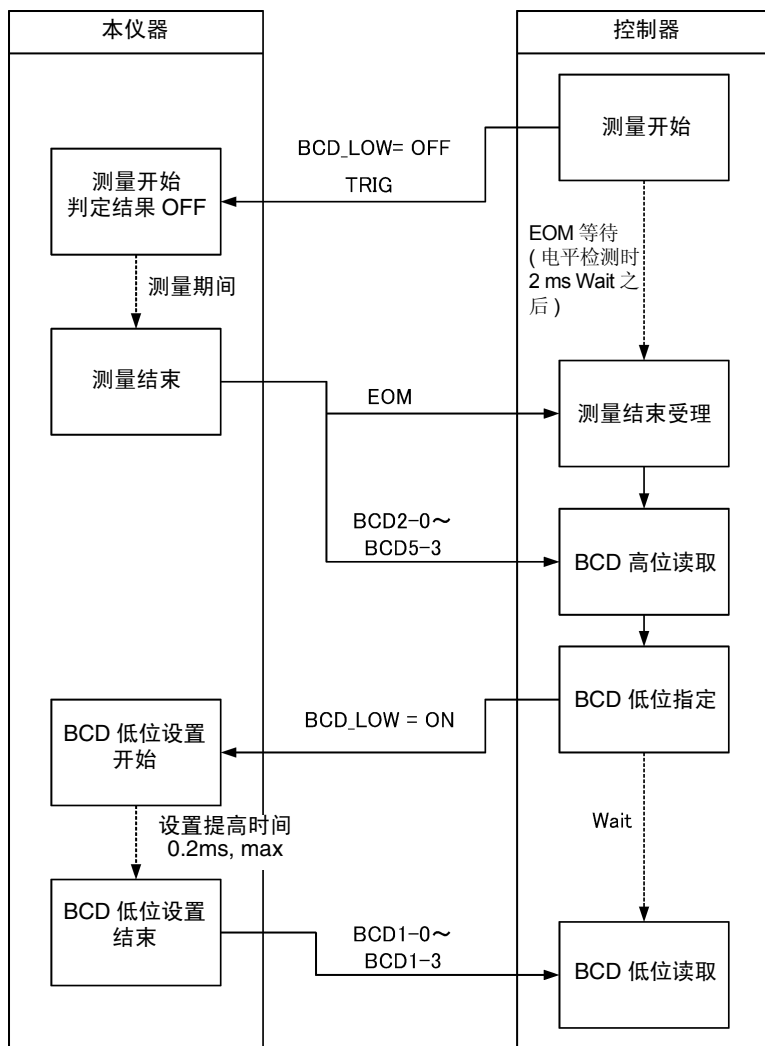 本仪器
控制器
测量开始
BCD_LOW= OFF
TRIG
测量开始
判定结果 OFF
EOM 等待
( 电平检测时
2 ms Wait 之
后 )
测量期间
测量结束
EOM
测量结束受理
BCD2-0～
BCD5-3
BCD 高位读取
BCD 低位指定
BCD_LOW = ON
BCD 低位设置
开始
设置提高时间
0.2ms, max
Wait
BCD 低位设置
结束
BCD1-0～
BCD1-3
BCD 低位读取